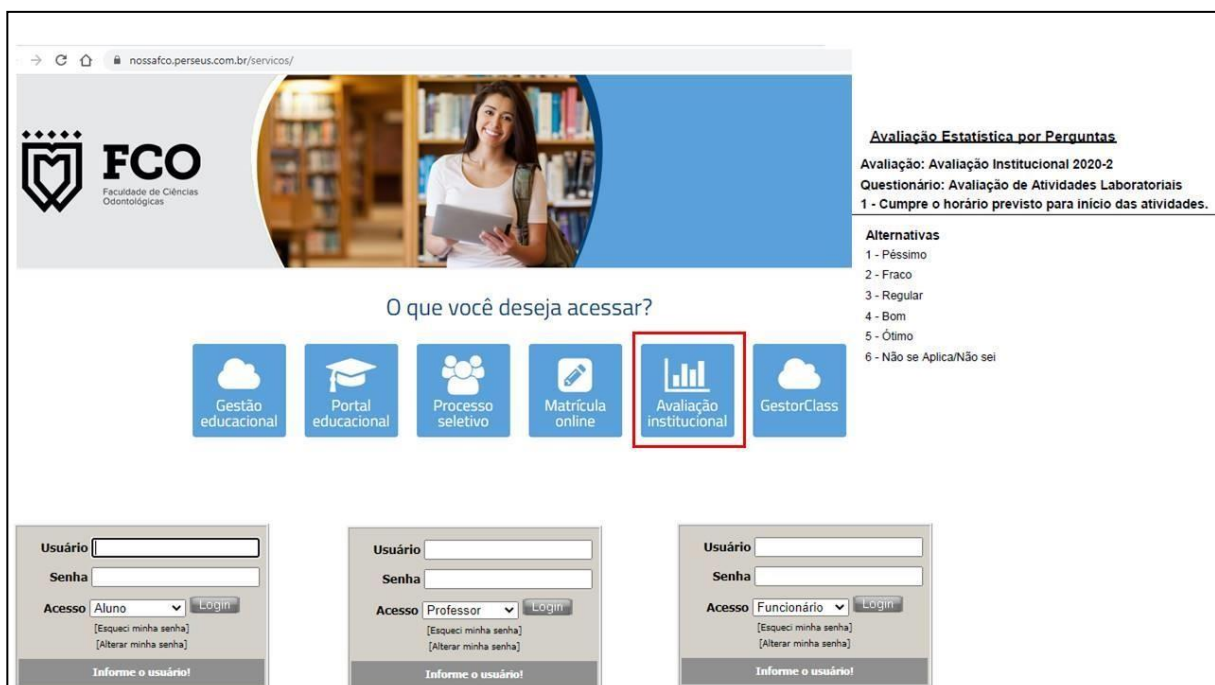 nossafco.perseus.com.br/servicos/
FCO
Faculdade de Ciências
Odontológicas
Avaliação Estatística por Perguntas
Avaliação: Avaliação Institucional 2020-2
Questionário: Avaliação de Atividades Laboratoriais
1 - Cumpre o horário previsto para início das atividades.
Alternativas
1 - Péssimo
2 - Fraco
3 - Regular
4 - Bom
5 - Ótimo
6 - Não se Aplica/Não sei
O que você deseja acessar?
Gestão
educacional
Portal
educacional
Processo
seletivo
Matrícula
online
Avaliação
institucional
GestorClass
Usuário
Senha
Acesso Aluno Login
[Esqueci minha senha]
[Alterar minha senha]
Informe o usuário!
Usuário
Senha
Acesso Professor Login
[Esqueci minha senha]
[Alterar minha senha]
Informe o usuário!
Usuário
Senha
Acesso Funcionário Login
[Esqueci minha senha]
[Alterar minha senha]
Informe o usuário!